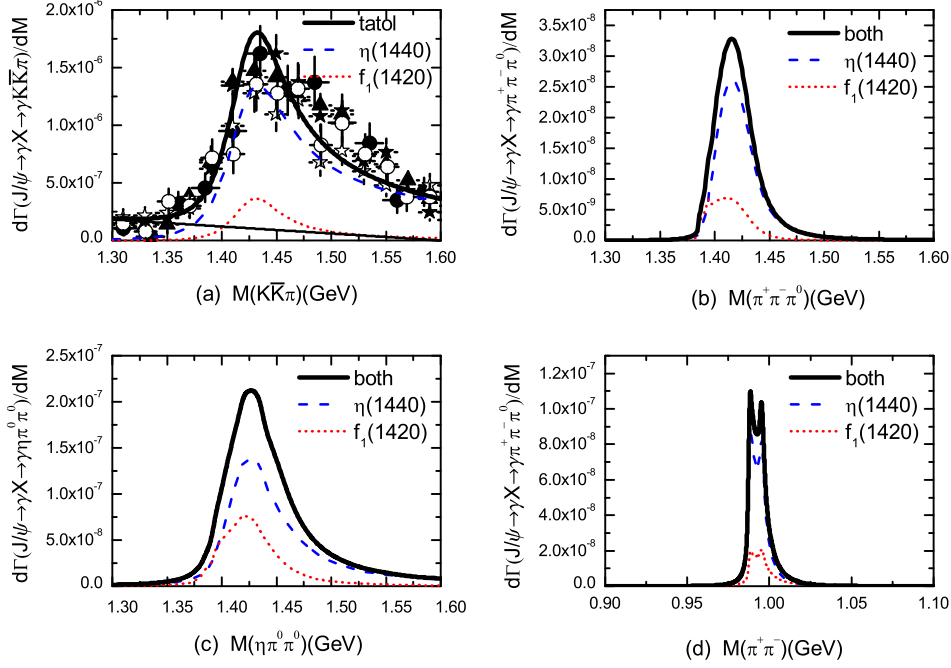 dΓ(J/ψ→γX→γKK̅π)/dM
2.0x10⁻⁶
1.5x10⁻⁶
1.0x10⁻⁶
5.0x10⁻⁷
0.0
tatol
η(1440)
f₁(1420)
1.30 1.35 1.40 1.45 1.50 1.55 1.60
(a) M(KK̅π)(GeV)
dΓ(J/ψ→γX→γπ⁺π⁻π⁰)/dM
3.5x10⁻⁸
3.0x10⁻⁸
2.5x10⁻⁸
2.0x10⁻⁸
1.5x10⁻⁸
1.0x10⁻⁸
5.0x10⁻⁹
0.0
both
η(1440)
f₁(1420)
1.30 1.35 1.40 1.45 1.50 1.55 1.60
(b) M(π⁺π⁻π⁰)(GeV)
dΓ(J/ψ→γX→γηπ⁰π⁰)/dM
2.5x10⁻⁷
2.0x10⁻⁷
1.5x10⁻⁷
1.0x10⁻⁷
5.0x10⁻⁸
0.0
both
η(1440)
f₁(1420)
1.30 1.35 1.40 1.45 1.50 1.55 1.60
(c) M(ηπ⁰π⁰)(GeV)
dΓ(J/ψ→γX→γπ⁺π⁻π⁰)/dM
1.2x10⁻⁷
1.0x10⁻⁷
8.0x10⁻⁸
6.0x10⁻⁸
4.0x10⁻⁸
2.0x10⁻⁸
0.0
both
η(1440)
f₁(1420)
0.90 0.95 1.00 1.05 1.10
(d) M(π⁺π⁻)(GeV)